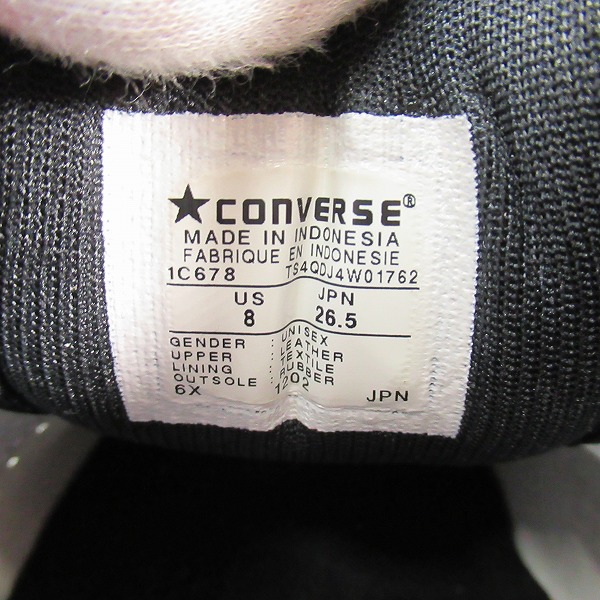 ★CONVERSE®
MADE IN INDONESIA
FABRIQUE EN INDONESIE
1C678 TS4QDJ4W01762
US JPN
8 26.5
GENDER : UNISEX
UPPER : LEATHER
LINING : TEXTILE
OUTSOLE : RUBBER
6X 1202 JPN